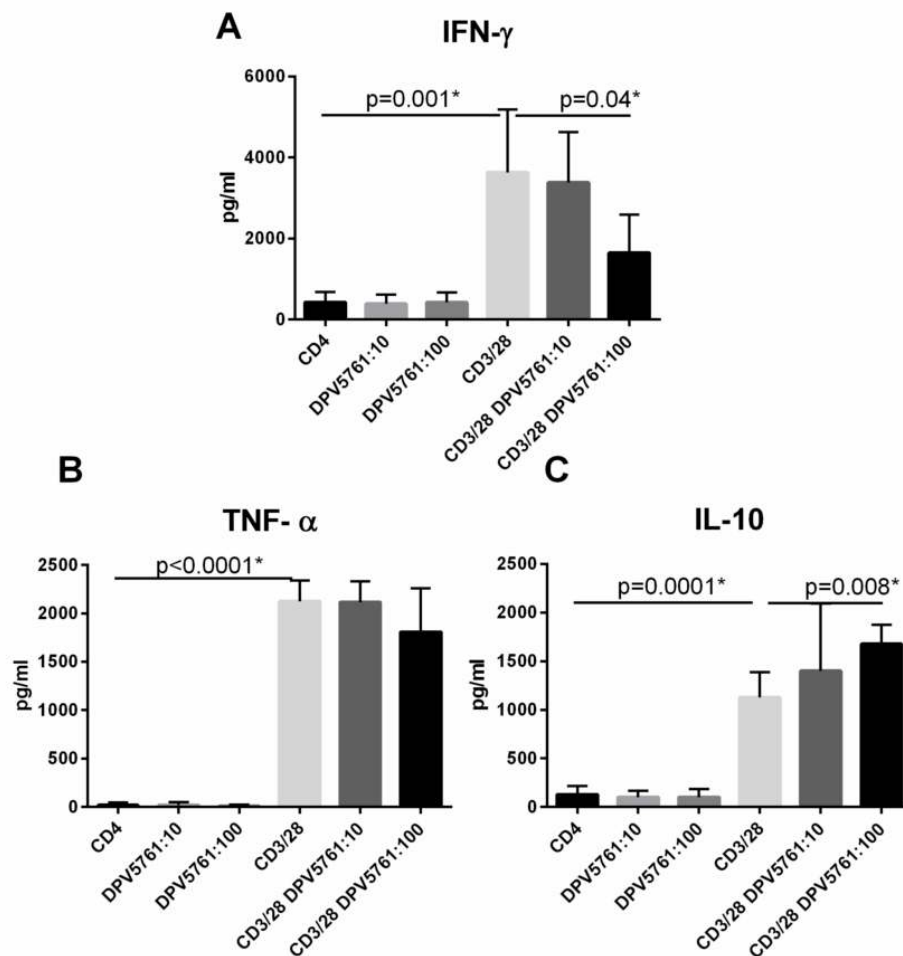 A
IFN-γ
6000
p=0.001*
p=0.04*
4000
pg/ml
2000
0
CD4
DPV5761:10
DPV5761:100
CD3/28
CD3/28 DPV5761:10
CD3/28 DPV5761:100
B
TNF- α
2500
p<0.0001*
2000
1500
pg/ml
1000
500
0
CD4
DPV5761:10
DPV5761:100
CD3/28
CD3/28 DPV5761:10
CD3/28 DPV5761:100
C
IL-10
2500
p=0.0001*
p=0.008*
2000
1500
pg/ml
1000
500
0
CD4
DPV5761:10
DPV5761:100
CD3/28
CD3/28 DPV5761:10
CD3/28 DPV5761:100